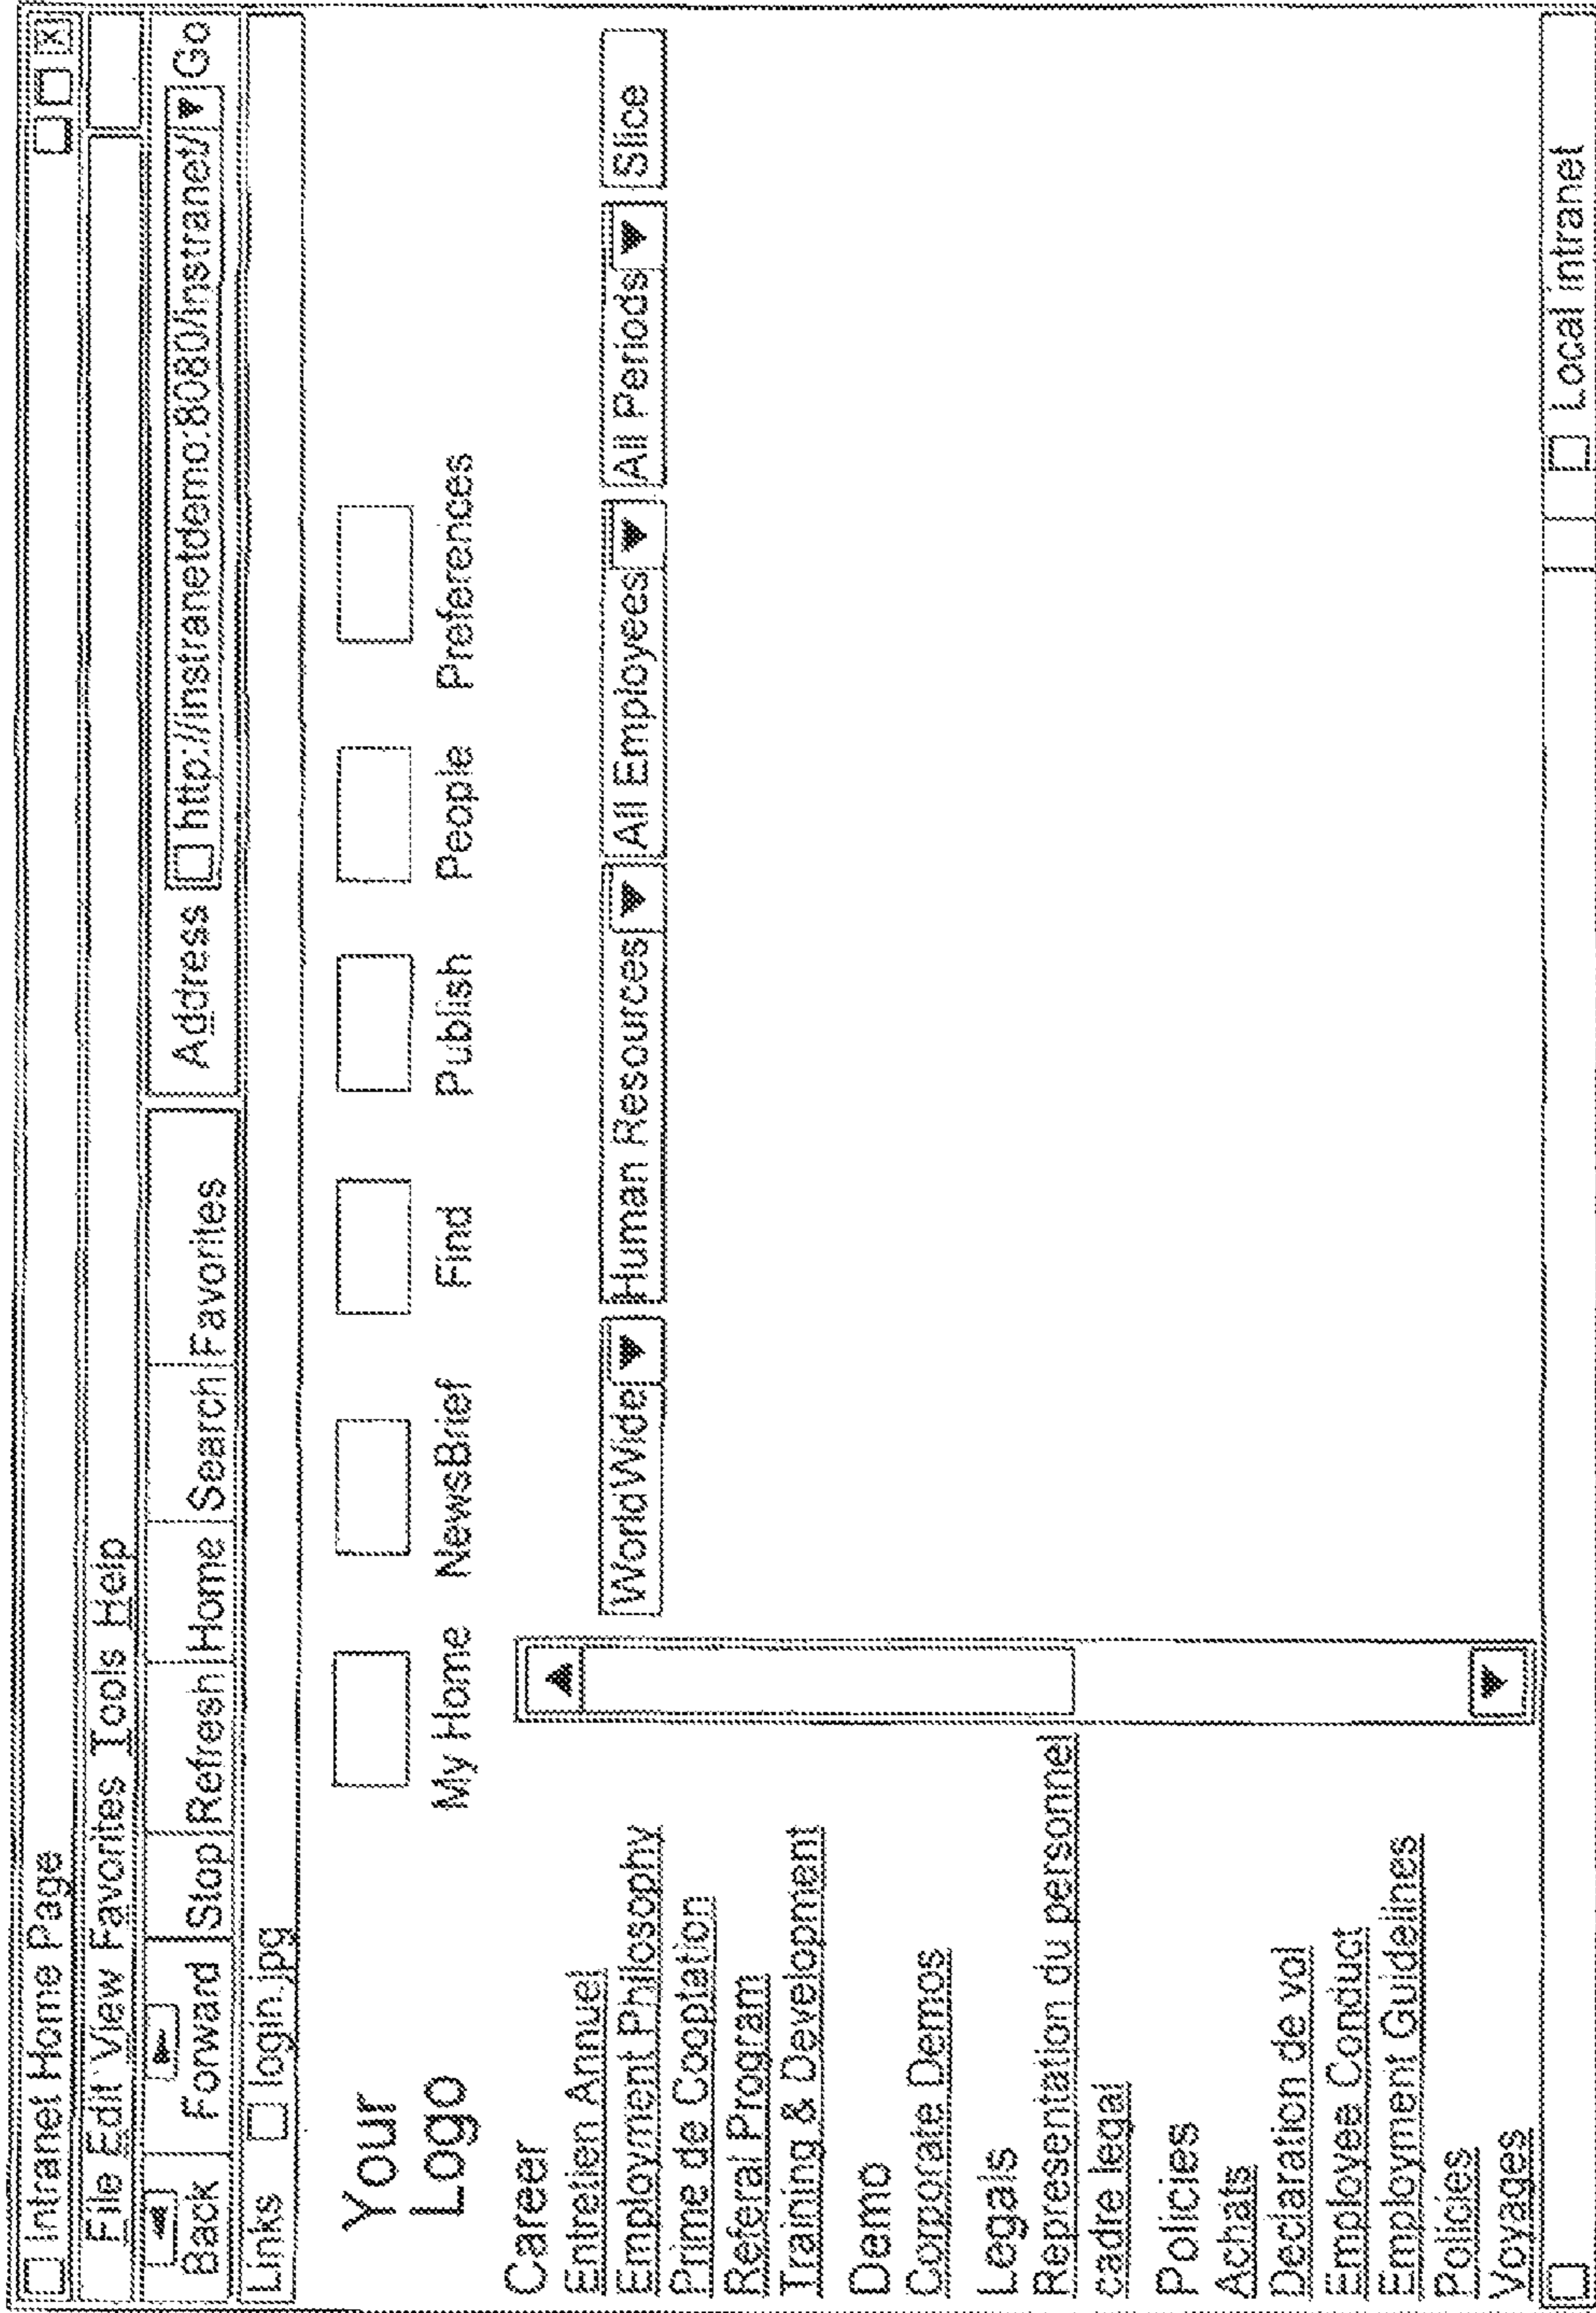 Intranet Home Page
File Edit View Favorites Tools Help
Back Forward Stop Refresh Home Search Favorites Address http://instranetdemo:8080/instranet/ Go
Links login.jpg
Your
Logo
My Home NewsBrief Find Publish People Preferences
WorldWide Human Resources All Employees All Periods Slice
Career
Entretien Annuel
Employment Philosophy
Prime de Cooptation
Referal Program
Training & Development
Demo
Corporate Demos
Legals
Representation du personnel
cadre legal
Policies
Achats
Declaration de vol
Employee Conduct
Employment Guidelines
Policies
Voyages
Local intranet